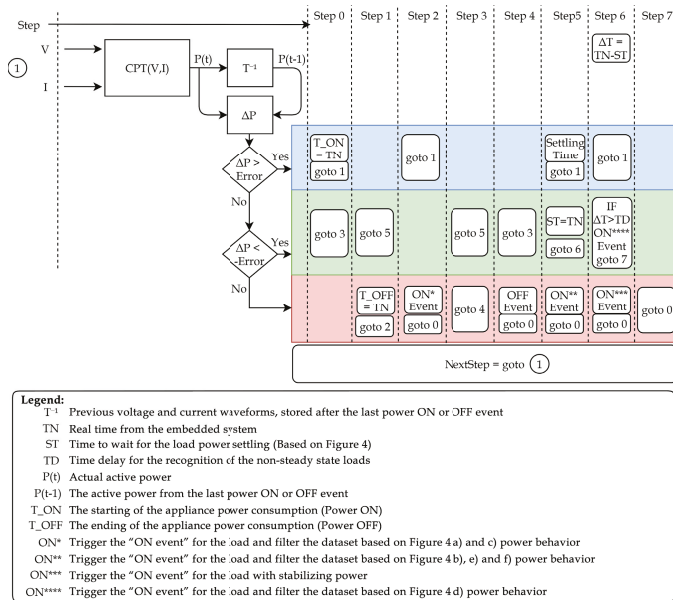 Step
Step 0 Step 1 Step 2 Step 3 Step 4 Step5 Step 6 Step 7
V
I
1
CPT(V,I)
P(t)
T⁻¹
P(t-1)
ΔP
ΔT =
TN-ST
ΔP >
Error
Yes
No
T_ON
= TN
goto 1
goto 1
Settling
Time
goto 1
goto 1
ΔP <
-Error
Yes
No
goto 3
goto 5
goto 5
goto 3
ST=TN
goto 6
IF
ΔT>TD
ON****
Event
goto 7
T_OFF
= TN
goto 2
ON*
Event
goto 0
goto 4
OFF
Event
goto 0
ON**
Event
goto 0
ON***
Event
goto 0
goto 0
NextStep = goto 1
Legend:
T⁻¹ Previous voltage and current waveforms, stored after the last power ON or OFF event
TN Real time from the embedded system
ST Time to wait for the load power settling (Based on Figure 4)
TD Time delay for the recognition of the non-steady state loads
P(t) Actual active power
P(t-1) The active power from the last power ON or OFF event
T_ON The starting of the appliance power consumption (Power ON)
T_OFF The ending of the appliance power consumption (Power OFF)
ON* Trigger the "ON event" for the load and filter the dataset based on Figure 4 a) and c) power behavior
ON** Trigger the "ON event" for the load and filter the dataset based on Figure 4 b), e) and f) power behavior
ON*** Trigger the "ON event" for the load with stabilizing power
ON**** Trigger the "ON event" for the load and filter the dataset based on Figure 4 d) power behavior